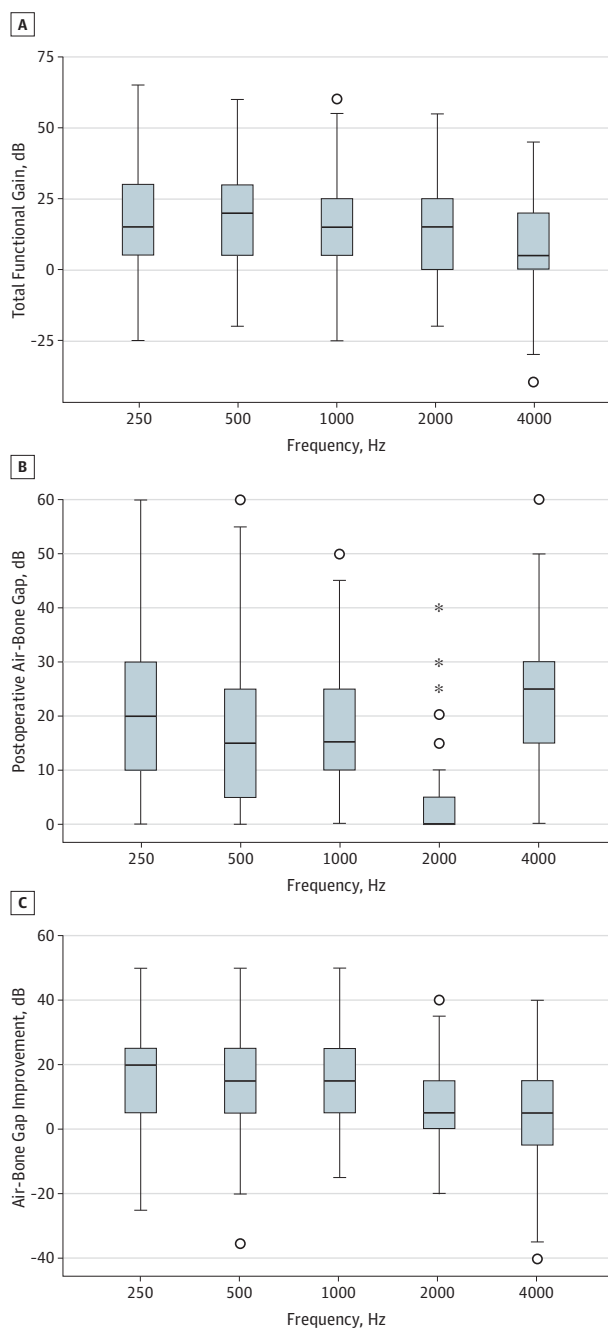 A
Total Functional Gain, dB
75
50
25
0
-25
250 500 1000 2000 4000
Frequency, Hz
B
Postoperative Air-Bone Gap, dB
60
50
40
30
20
10
0
250 500 1000 2000 4000
Frequency, Hz
C
Air-Bone Gap Improvement, dB
60
40
20
0
-20
-40
250 500 1000 2000 4000
Frequency, Hz